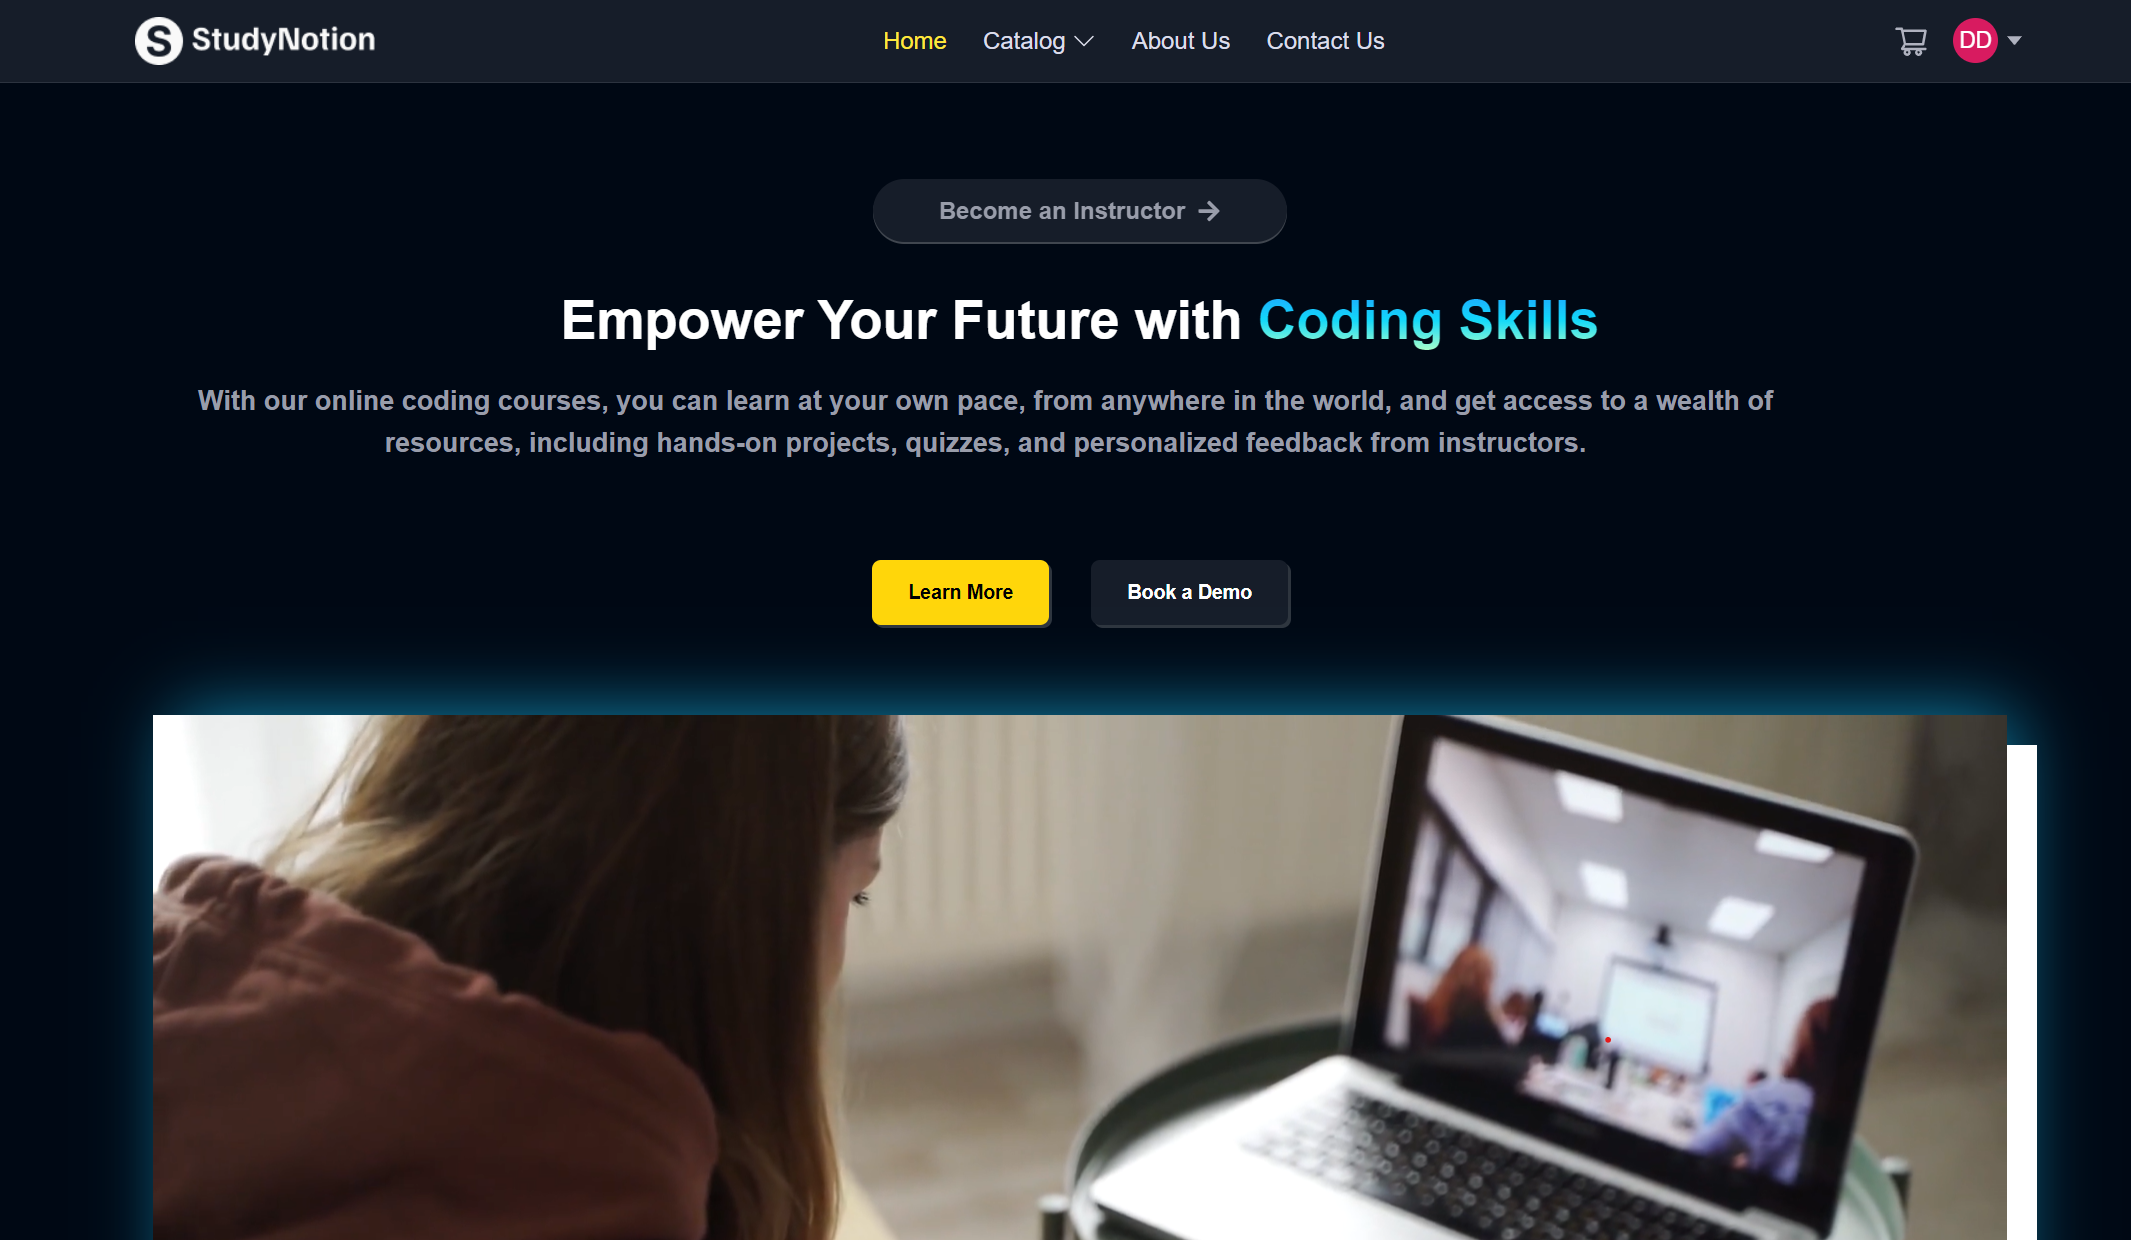 StudyNotion
Home Catalog About Us Contact Us
DD
Become an Instructor
Empower Your Future with Coding Skills
With our online coding courses, you can learn at your own pace, from anywhere in the world, and get access to a wealth of
resources, including hands-on projects, quizzes, and personalized feedback from instructors.
Learn More
Book a Demo